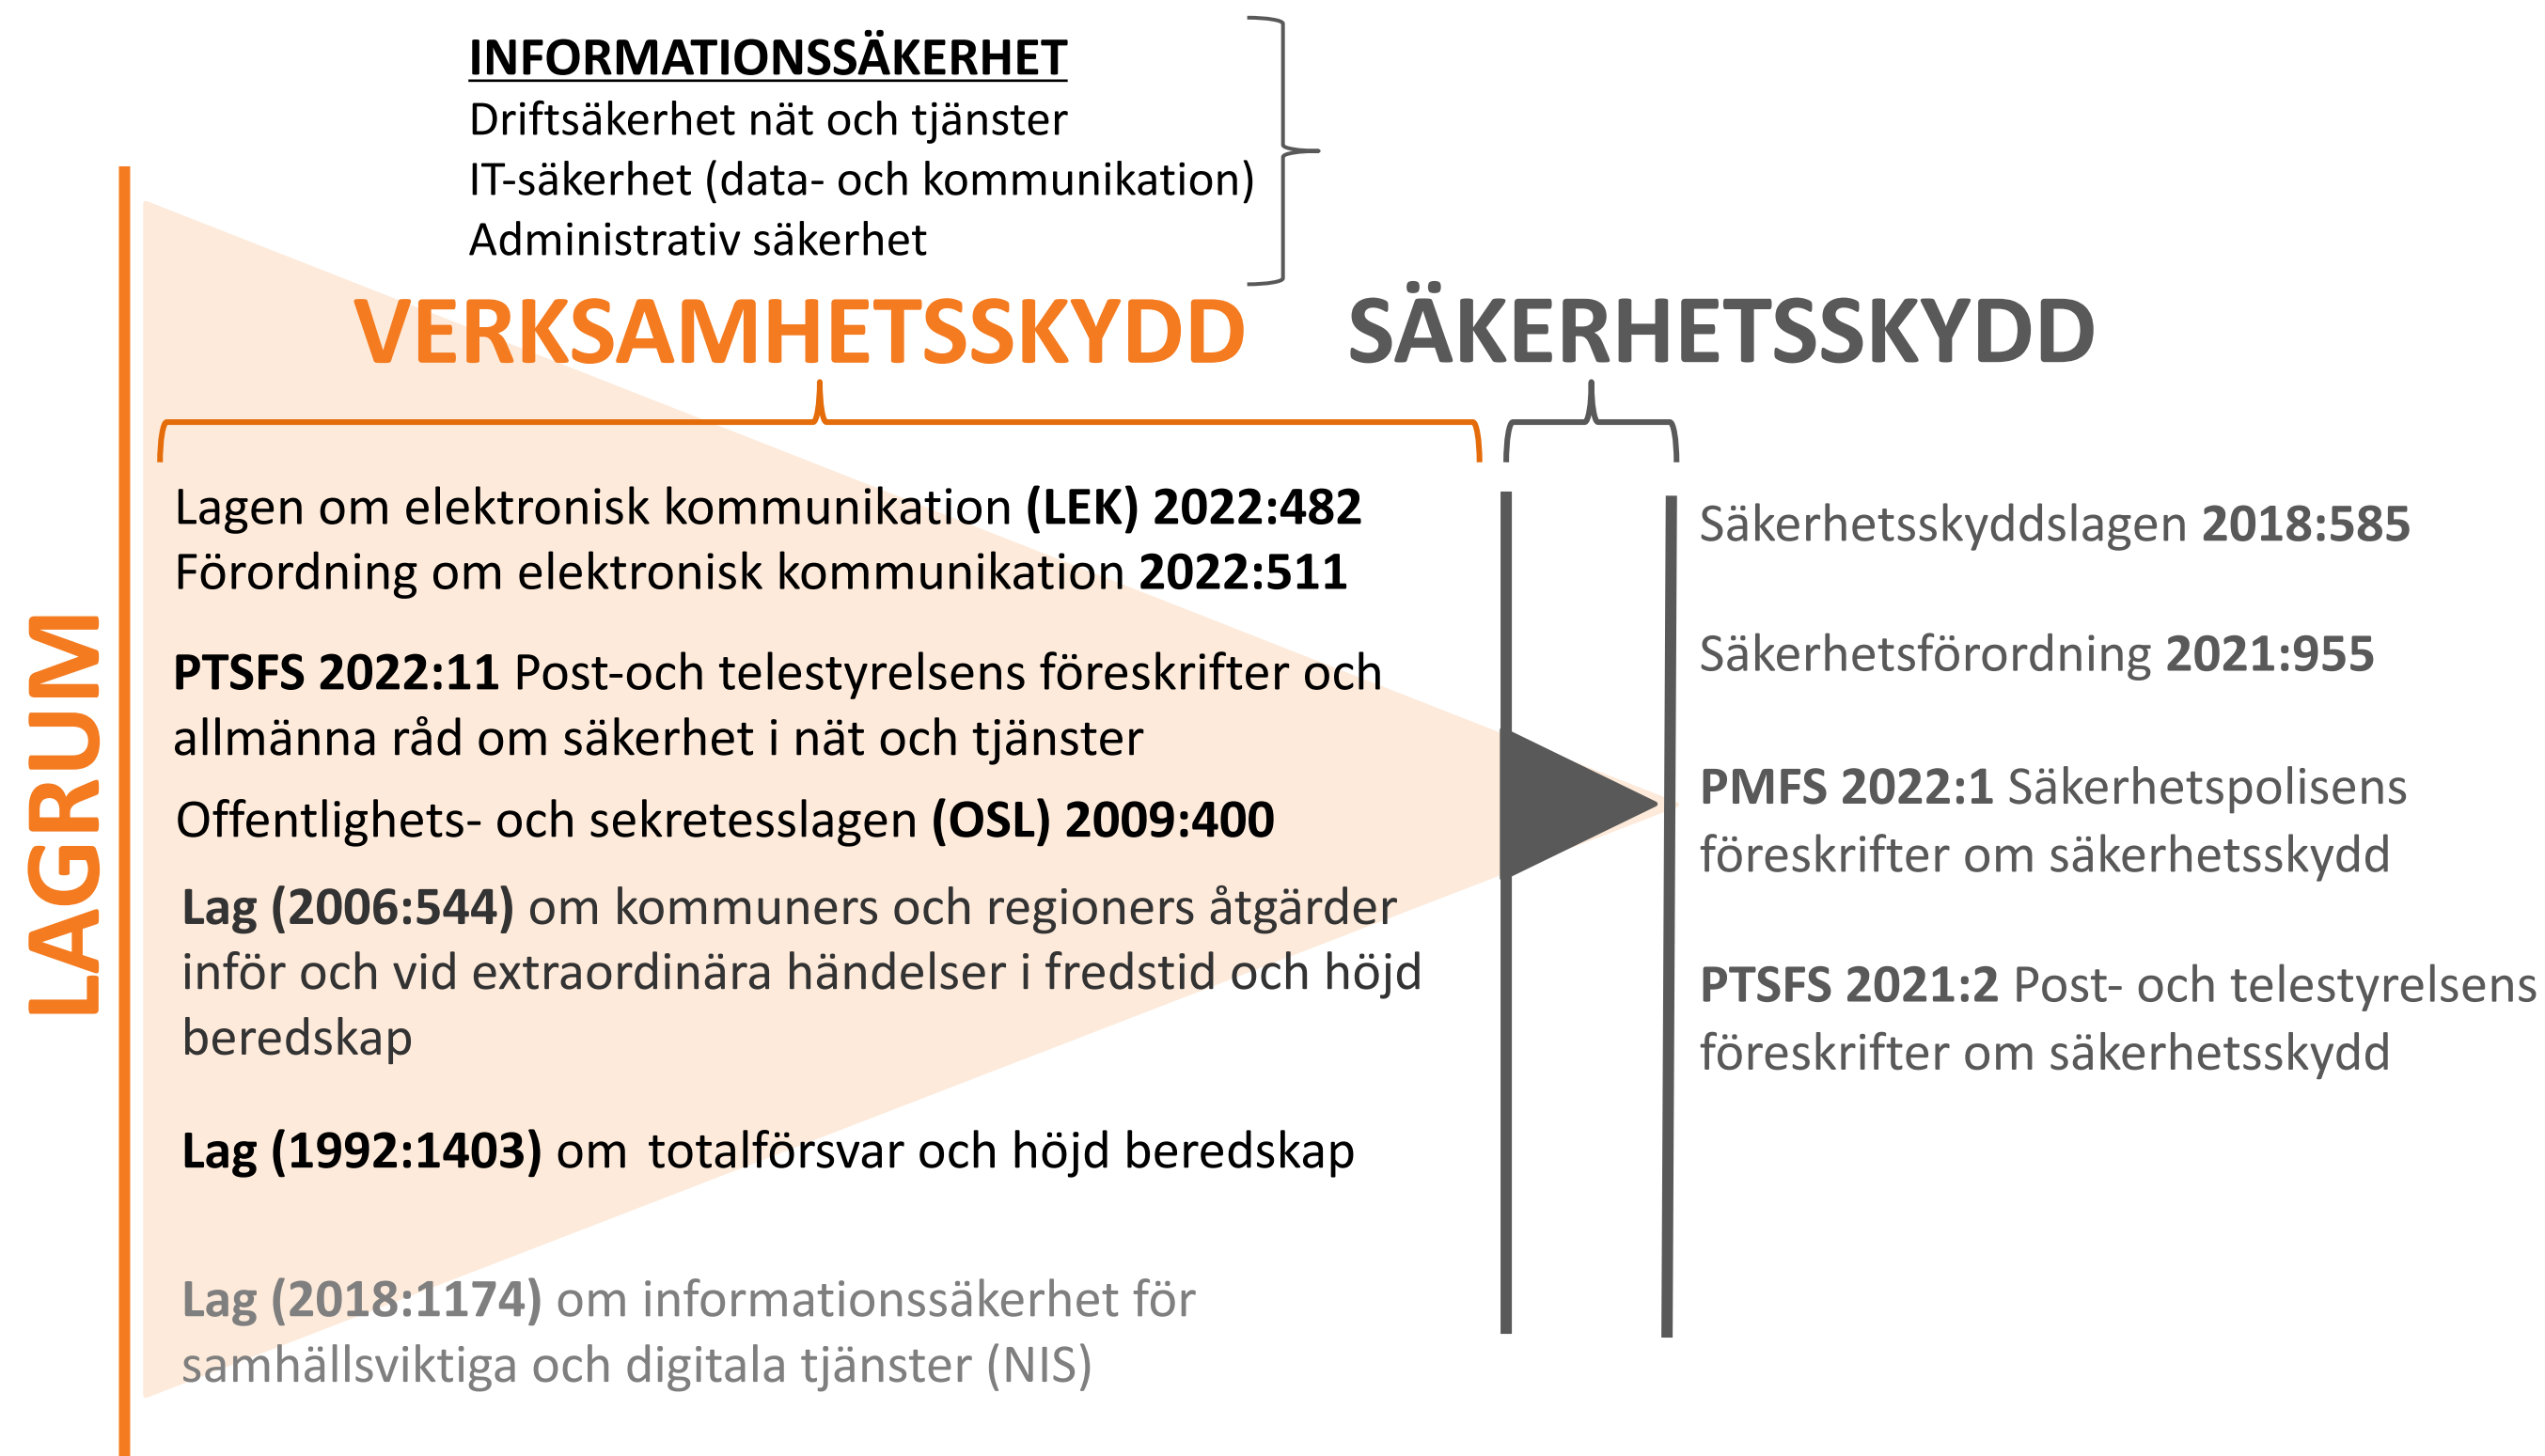 INFORMATIONSSÄKERHET
Driftsäkerhet nät och tjänster
IT-säkerhet (data- och kommunikation)
Administrativ säkerhet
VERKSAMHETSSKYDD
SÄKERHETSSKYDD
LAGRUM
Lagen om elektronisk kommunikation (LEK) 2022:482
Förordning om elektronisk kommunikation 2022:511
PTSFS 2022:11 Post-och telestyrelsens föreskrifter och
allmänna råd om säkerhet i nät och tjänster
Offentlighets- och sekretesslagen (OSL) 2009:400
Lag (2006:544) om kommuners och regioners åtgärder
inför och vid extraordinära händelser i fredstid och höjd
beredskap
Lag (1992:1403) om totalförsvar och höjd beredskap
Lag (2018:1174) om informationssäkerhet för
samhällsviktiga och digitala tjänster (NIS)
Säkerhetsskyddslagen 2018:585
Säkerhetsförordning 2021:955
PMFS 2022:1 Säkerhetspolisens
föreskrifter om säkerhetsskydd
PTSFS 2021:2 Post- och telestyrelsens
föreskrifter om säkerhetsskydd